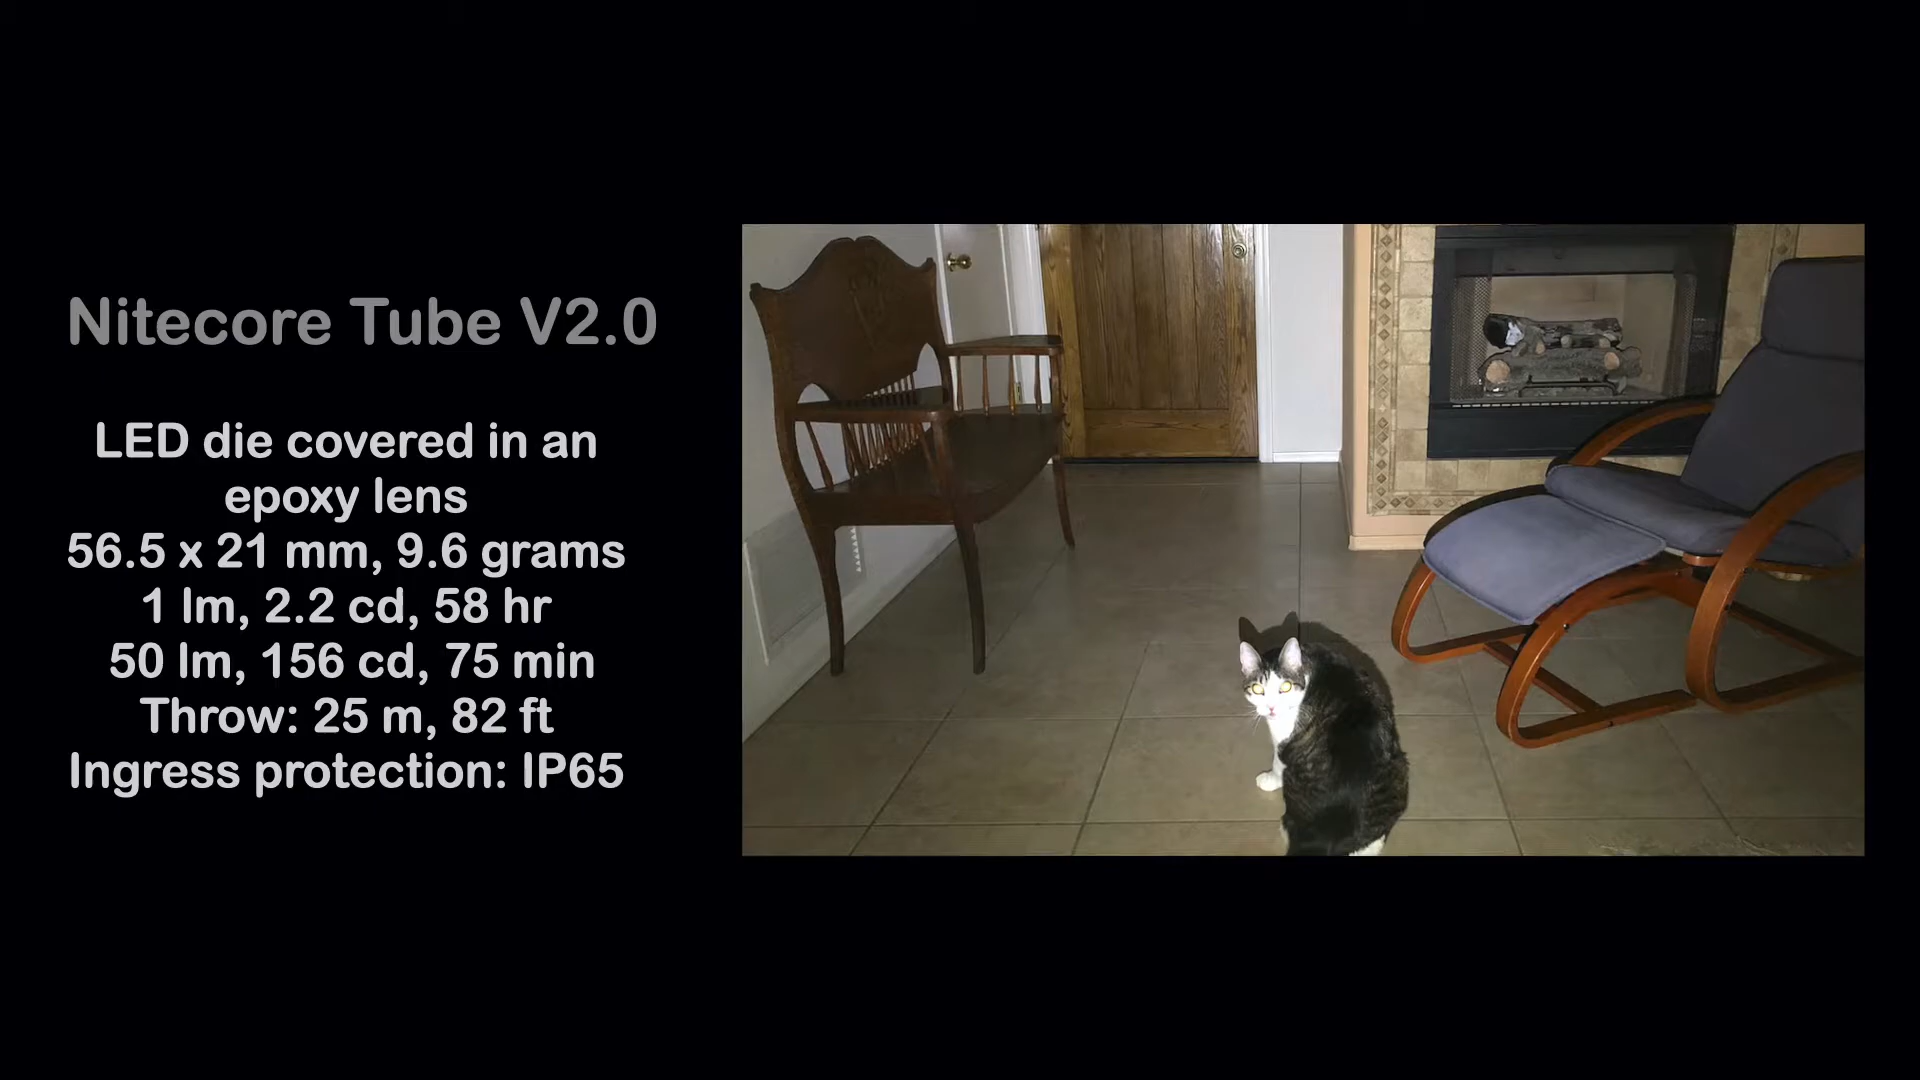 Nitecore Tube V2.0
LED die covered in an
epoxy lens
56.5 x 21 mm, 9.6 grams
1 lm, 2.2 cd, 58 hr
50 lm, 156 cd, 75 min
Throw: 25 m, 82 ft
Ingress protection: IP65